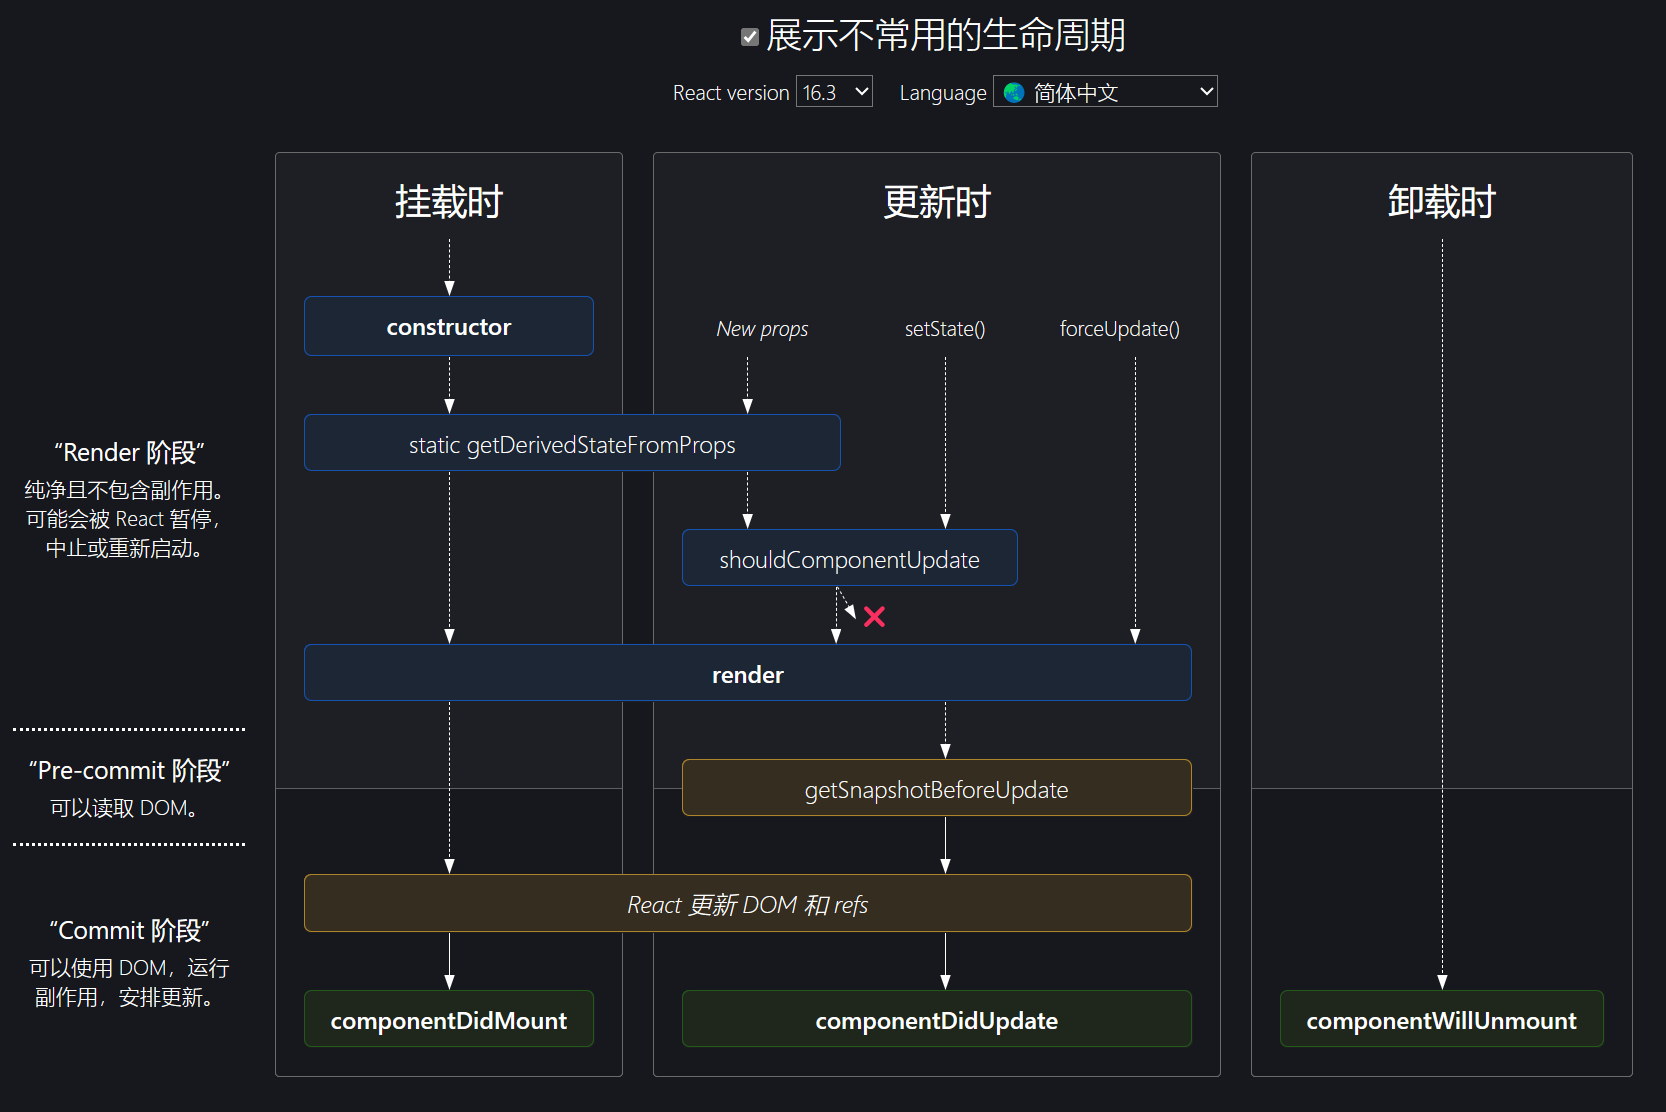 展示不常用的生命周期
React version 16.3 Language 简体中文
挂载时
更新时
卸载时
constructor
New props
setState()
forceUpdate()
static getDerivedStateFromProps
“Render 阶段”
纯净且不包含副作用。
可能会被 React 暂停，
中止或重新启动。
shouldComponentUpdate
render
“Pre-commit 阶段”
可以读取 DOM。
getSnapshotBeforeUpdate
React 更新 DOM 和 refs
“Commit 阶段”
可以使用 DOM，运行
副作用，安排更新。
componentDidMount
componentDidUpdate
componentWillUnmount